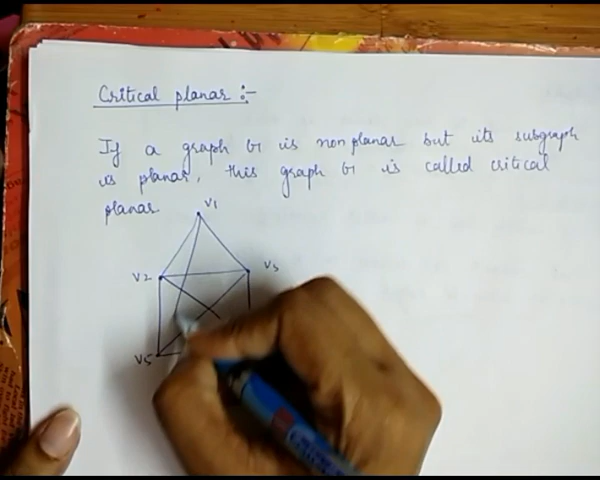 Critical planar :-
If a graph G is non planar but its subgraph
is planar, this graph G is called critical
planar.
V1
V2 V3
V5